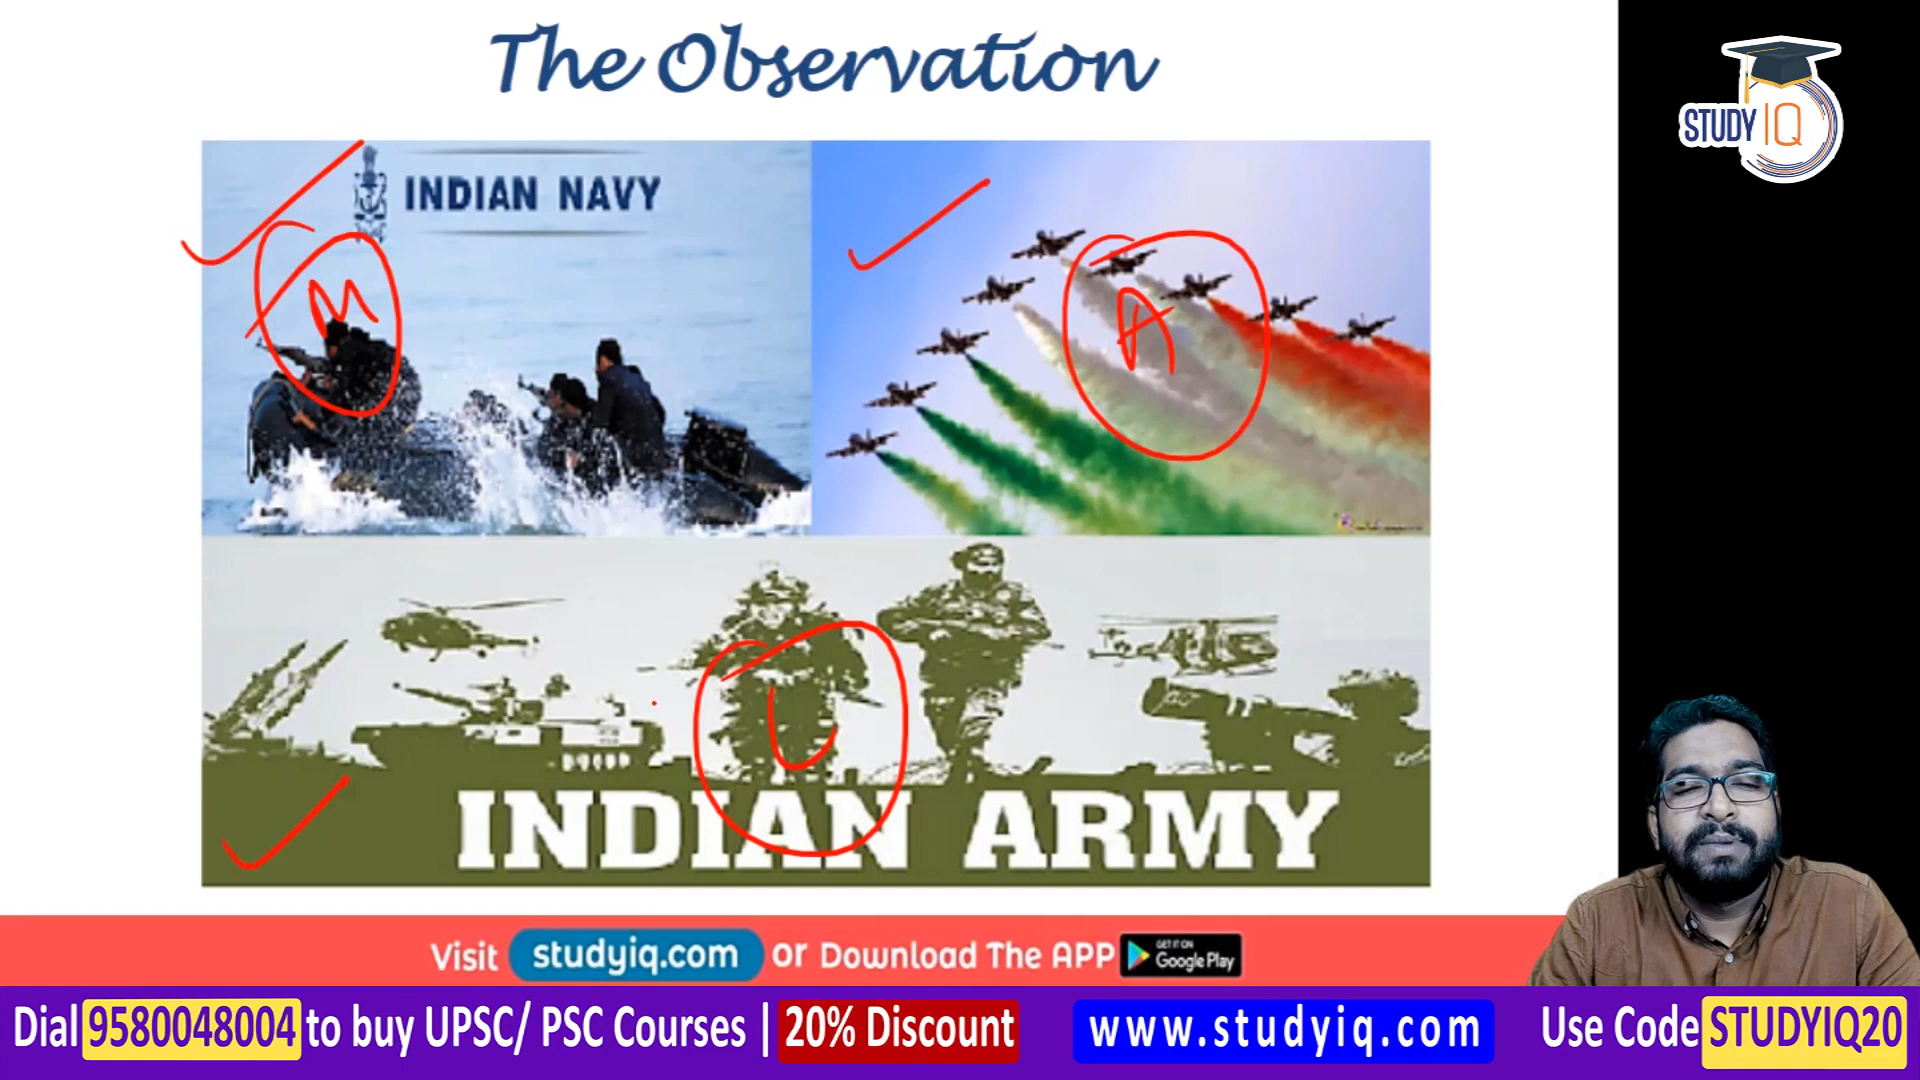 The Observation
STUDY IQ
INDIAN NAVY
M
A
U
INDIAN ARMY
Visit studyiq.com or Download The APP GET IT ON Google Play
Dial 9580048004 to buy UPSC/ PSC Courses | 20% Discount www.studyiq.com Use Code STUDYIQ20